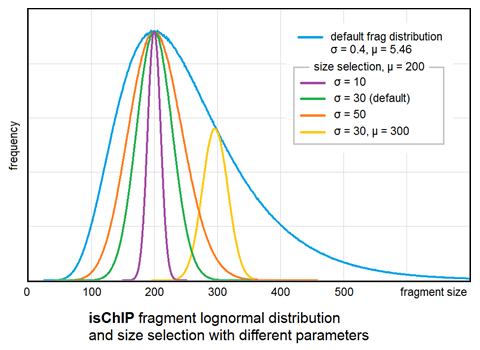 default frag distribution
σ = 0.4, μ = 5.46
size selection, μ = 200
σ = 10
σ = 30 (default)
σ = 50
σ = 30, μ = 300
frequency
0 100 200 300 400 500 fragment size
isChIP fragment lognormal distribution
and size selection with different parameters